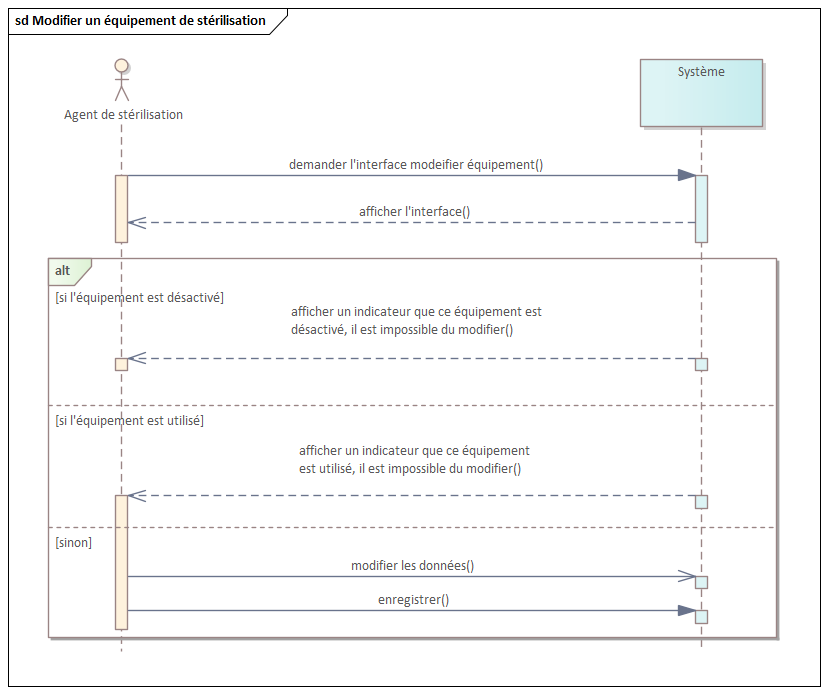 sd Modifier un équipement de stérilisation
Agent de stérilisation
Système
demander l'interface modeifier équipement()
afficher l'interface()
alt
[si l'équipement est désactivé]
afficher un indicateur que ce équipement est
désactivé, il est impossible du modifier()
[si l'équipement est utilisé]
afficher un indicateur que ce équipement
est utilisé, il est impossible du modifier()
[sinon]
modifier les données()
enregistrer()